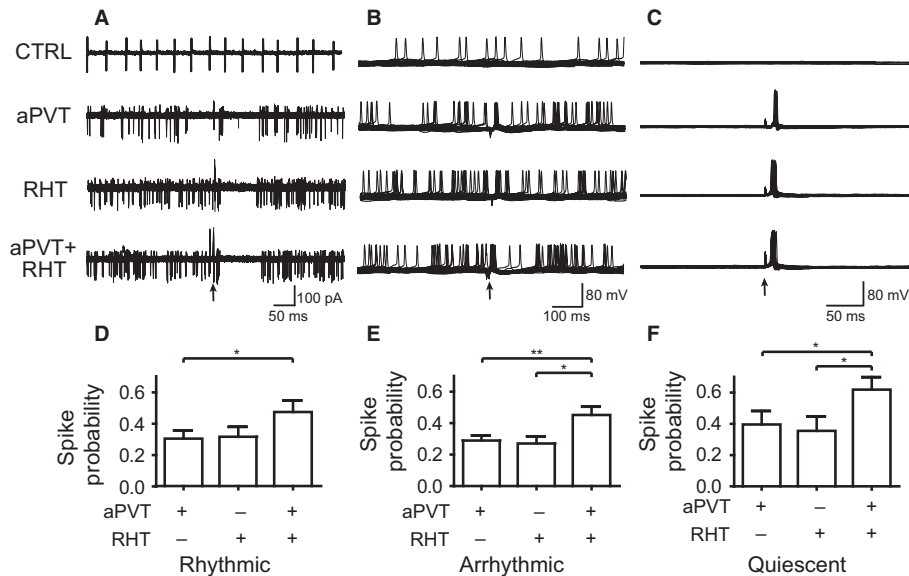 A B C
CTRL
aPVT
RHT
aPVT+
RHT
100 pA
50 ms
80 mV
100 ms
80 mV
50 ms
D E F
*
**
*
*
*
Spike
probability
0.6
0.4
0.2
0.0
Spike
probability
0.6
0.4
0.2
0.0
Spike
probability
0.6
0.4
0.2
0.0
aPVT + – +
RHT – + +
Rhythmic
aPVT + – +
RHT – + +
Arrhythmic
aPVT + – +
RHT – + +
Quiescent